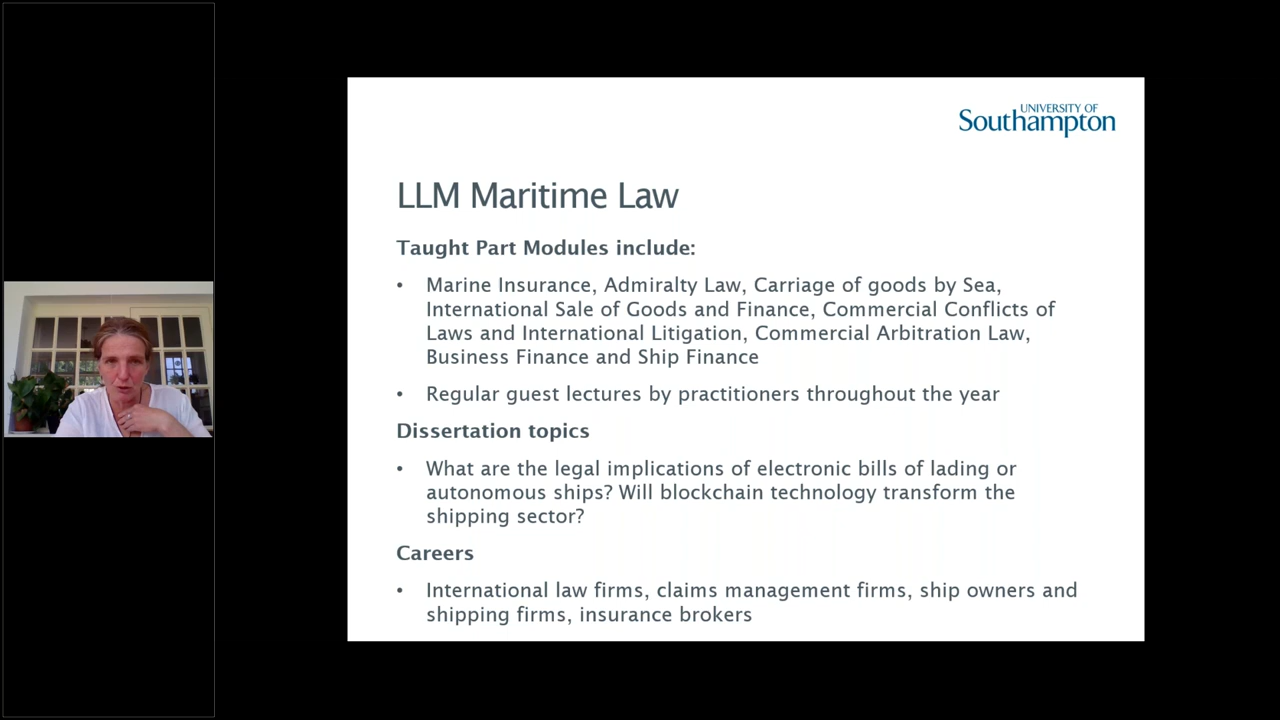 UNIVERSITY OF
Southampton
LLM Maritime Law
Taught Part Modules include:
• Marine Insurance, Admiralty Law, Carriage of goods by Sea,
International Sale of Goods and Finance, Commercial Conflicts of
Laws and International Litigation, Commercial Arbitration Law,
Business Finance and Ship Finance
• Regular guest lectures by practitioners throughout the year
Dissertation topics
• What are the legal implications of electronic bills of lading or
autonomous ships? Will blockchain technology transform the
shipping sector?
Careers
• International law firms, claims management firms, ship owners and
shipping firms, insurance brokers